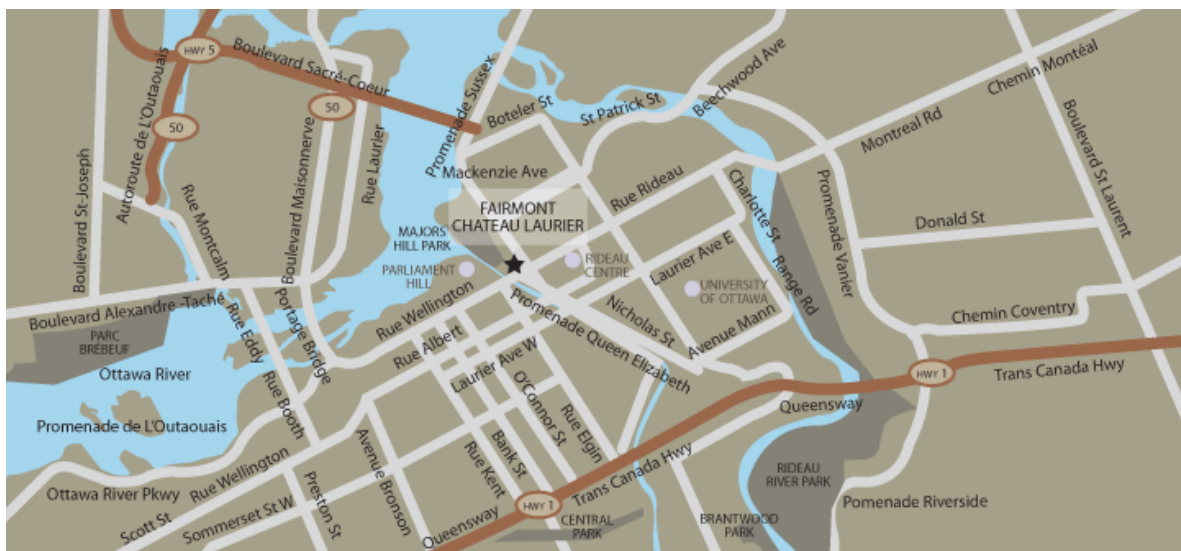 HWY 5
Boulevard Sacré-Coeur
50
50
Autoroute de L'Outaouais
Boulevard St-Joseph
Rue Montcalm
Boulevard Maisonnerve
Rue Laurier
Promenade Sussex
Boteler St
St Patrick St
Beechwood Ave
Chemin Montéal
Montreal Rd
Boulevard St Laurent
Mackenzie Ave
Rue Rideau
Charlotte St
Promenade Vanier
Donald St
FAIRMONT
CHATEAU LAURIER
MAJORS
HILL PARK
PARLIAMENT
HILL
RIDEAU
CENTRE
Laurier Ave E
UNIVERSITY
OF OTTAWA
Range Rd
Boulevard Alexandre -Taché
PARC
BRÉBEUF
Ottawa River
Promenade de L'Outaouais
Rue Eddy
Portage Bridge
Rue Booth
Rue Wellington
Rue Albert
Laurier Ave W
Promenade Queen Elizabeth
Nicholas St
Avenue Mann
Chemin Coventry
HWY 1
Trans Canada Hwy
Queensway
O'Connor St
Rue Elgin
Bank St
Rue Kent
Avenue Bronson
Preston St
Rue Wellington
Ottawa River Pkwy
Scott St
Sommerset St W
Queensway
HWY 1
Trans Canada Hwy
CENTRAL
PARK
BRANTWOOD
PARK
RIDEAU
RIVER PARK
Pomenade Riverside